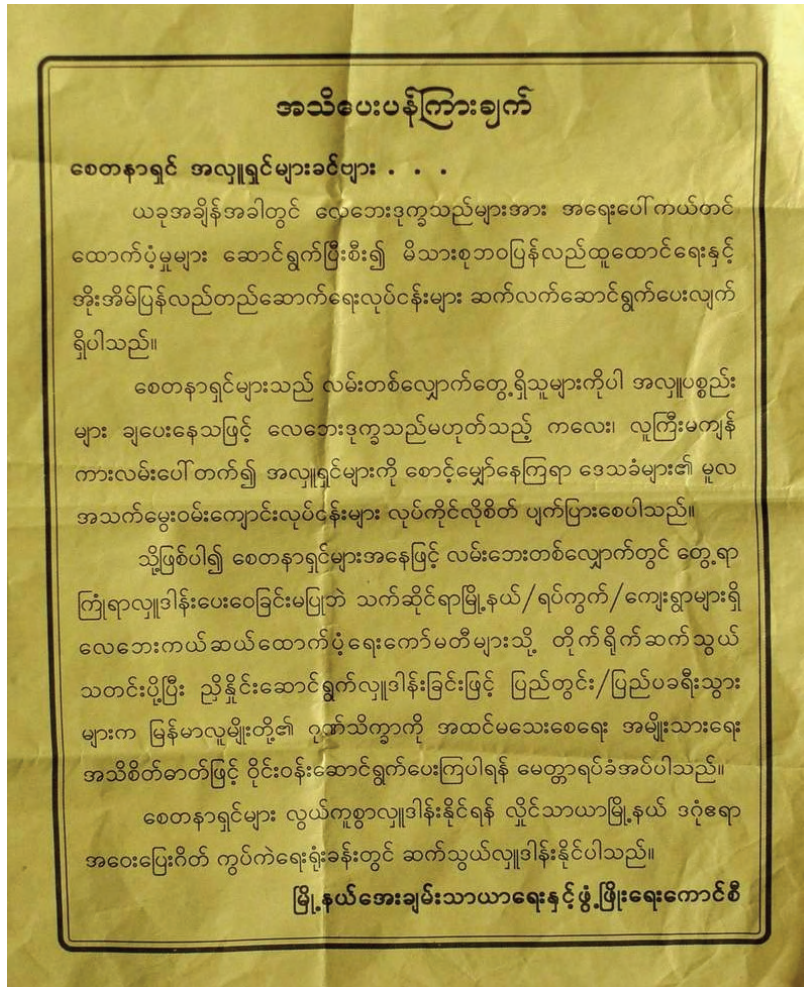 အသိပေးပန်ကြားချက်
စေတနာရှင် အလှူရှင်များခင်ဗျား . . .
ယခုအချိန်အခါတွင် လေဘေးဒုက္ခသည်များအား အရေးပေါ်ကယ်တင်
ထောက်ပံ့မှုများ ဆောင်ရွက်ပြီးစီး၍ မိသားစုဘဝပြန်လည်ထူထောင်ရေးနှင့်
အိုးအိမ်ပြန်လည်တည်ဆောက်ရေးလုပ်ငန်းများ ဆက်လက်ဆောင်ရွက်ပေးလျက်
ရှိပါသည်။
စေတနာရှင်များသည် လမ်းတစ်လျှောက်တွေ့ရှိသူများကိုပါ အလှူပစ္စည်း
များ ချပေးနေသဖြင့် လေဘေးဒုက္ခသည်မဟုတ်သည့် ကလေး၊ လူကြီးမကျန်
ကားလမ်းပေါ်တက်၍ အလှူရှင်များကို စောင့်မျှော်နေကြရာ ဒေသခံများ၏ မူလ
အသက်မွေးဝမ်းကျောင်းလုပ်ငန်းများ လုပ်ကိုင်လိုစိတ် ပျက်ပြားစေပါသည်။
သို့ဖြစ်ပါ၍ စေတနာရှင်များအနေဖြင့် လမ်းဘေးတစ်လျှောက်တွင် တွေ့ရာ
ကြုံရာလှူဒါန်းပေးဝေခြင်းမပြုဘဲ သက်ဆိုင်ရာမြို့နယ်/ရပ်ကွက်/ကျေးရွာများရှိ
လေဘေးကယ်ဆယ်ထောက်ပံ့ရေးကော်မတီများသို့ တိုက်ရိုက်ဆက်သွယ်
သတင်းပို့ပြီး ညှိနှိုင်းဆောင်ရွက်လှူဒါန်းခြင်းဖြင့် ပြည်တွင်း/ပြည်ပခရီးသွား
များက မြန်မာလူမျိုးတို့၏ ဂုဏ်သိက္ခာကို အထင်မသေးစေရေး အမျိုးသားရေး
အသိစိတ်ဓာတ်ဖြင့် ဝိုင်းဝန်းဆောင်ရွက်ပေးကြပါရန် မေတ္တာရပ်ခံအပ်ပါသည်။
စေတနာရှင်များ လွယ်ကူစွာလှူဒါန်းနိုင်ရန် လှိုင်သာယာမြို့နယ် ဒဂုံဧရာ
အဝေးပြေးဂိတ် ကွပ်ကဲရေးရုံးခန်းတွင် ဆက်သွယ်လှူဒါန်းနိုင်ပါသည်။
မြို့နယ်အေးချမ်းသာယာရေးနှင့်ဖွံ့ဖြိုးရေးကောင်စီ